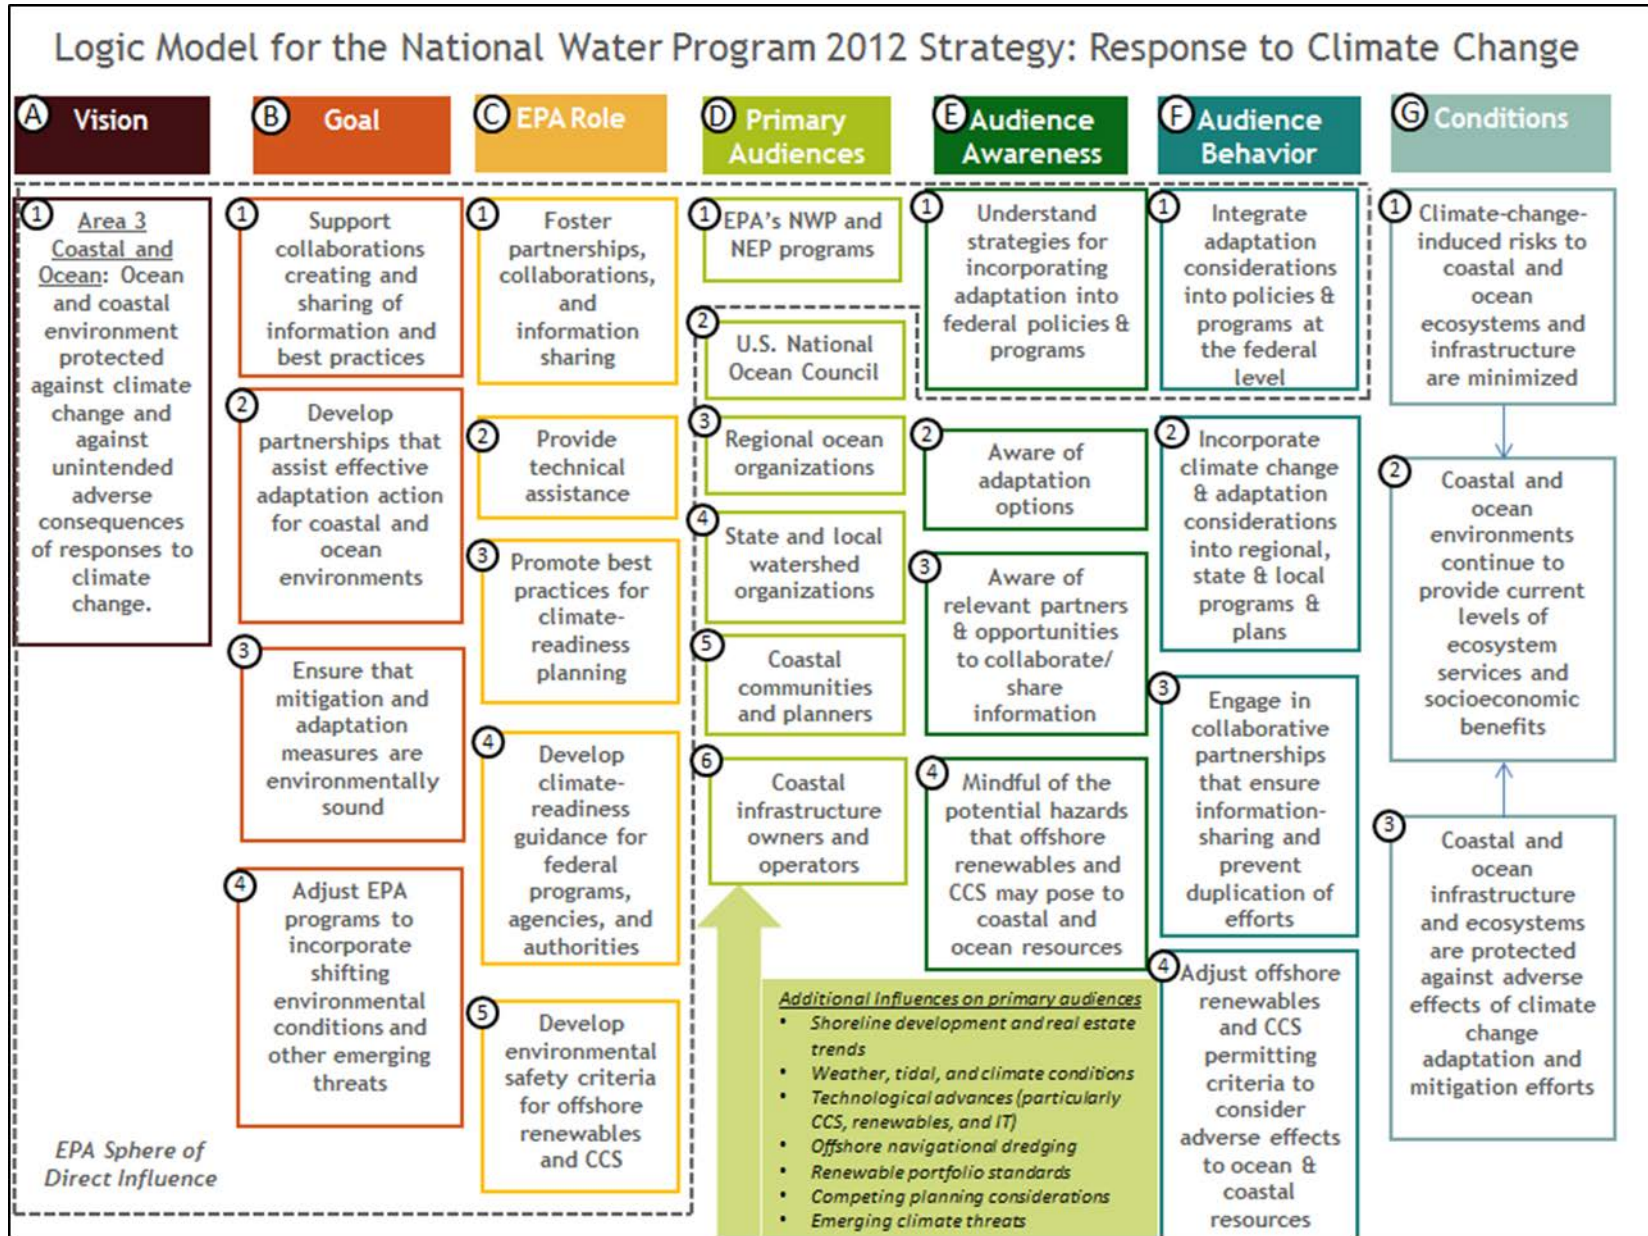 Logic Model for the National Water Program 2012 Strategy: Response to Climate Change
A Vision
B Goal
C EPA Role
D Primary
Audiences
E Audience
Awareness
F Audience
Behavior
G Conditions
1 Area 3
Coastal and
Ocean: Ocean
and coastal
environment
protected
against climate
change and
against
unintended
adverse
consequences
of responses to
climate
change.
EPA Sphere of
Direct Influence
1 Support
collaborations
creating and
sharing of
information and
best practices
2 Develop
partnerships that
assist effective
adaptation action
for coastal and
ocean
environments
3 Ensure that
mitigation and
adaptation
measures are
environmentally
sound
4 Adjust EPA
programs to
incorporate
shifting
environmental
conditions and
other emerging
threats
1 Foster
partnerships,
collaborations,
and
information
sharing
2 Provide
technical
assistance
3 Promote best
practices for
climate-
readiness
planning
4 Develop
climate-
readiness
guidance for
federal
programs,
agencies, and
authorities
5 Develop
environmental
safety criteria
for offshore
renewables
and CCS
1 EPA's NWP and
NEP programs
2 U.S. National
Ocean Council
3 Regional ocean
organizations
4 State and local
watershed
organizations
5 Coastal
communities
and planners
6 Coastal
infrastructure
owners and
operators
Additional Influences on primary audiences
• Shoreline development and real estate
trends
• Weather, tidal, and climate conditions
• Technological advances (particularly
CCS, renewables, and IT)
• Offshore navigational dredging
• Renewable portfolio standards
• Competing planning considerations
• Emerging climate threats
1 Understand
strategies for
incorporating
adaptation into
federal policies &
programs
2 Aware of
adaptation
options
3 Aware of
relevant partners
& opportunities
to collaborate/
share
information
4 Mindful of the
potential hazards
that offshore
renewables and
CCS may pose to
coastal and
ocean resources
1 Integrate
adaptation
considerations
into policies &
programs at
the federal
level
2 Incorporate
climate change
& adaptation
considerations
into regional,
state & local
programs &
plans
3 Engage in
collaborative
partnerships
that ensure
information-
sharing and
prevent
duplication of
efforts
4 Adjust offshore
renewables
and CCS
permitting
criteria to
consider
adverse effects
to ocean &
coastal
resources
1 Climate-change-
induced risks to
coastal and
ocean
ecosystems and
infrastructure
are minimized
2 Coastal and
ocean
environments
continue to
provide current
levels of
ecosystem
services and
socioeconomic
benefits
3 Coastal and
ocean
infrastructure
and ecosystems
are protected
against adverse
effects of climate
change
adaptation and
mitigation efforts